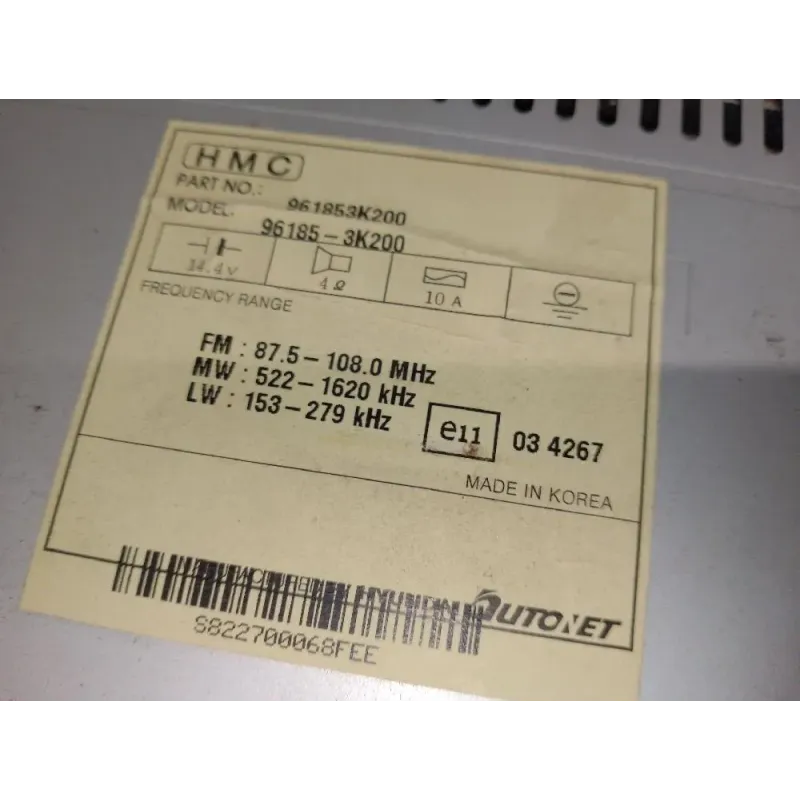 HMC
PART NO.: 961853K200
MODEL. 96185-3K200
14.4v 4Ω 10 A
FREQUENCY RANGE
FM : 87.5-108.0 MHz
MW : 522-1620 kHz
LW : 153-279 kHz
e11 03 4267
MADE IN KOREA
HYUNDAI AUTONET
S822700068FEE